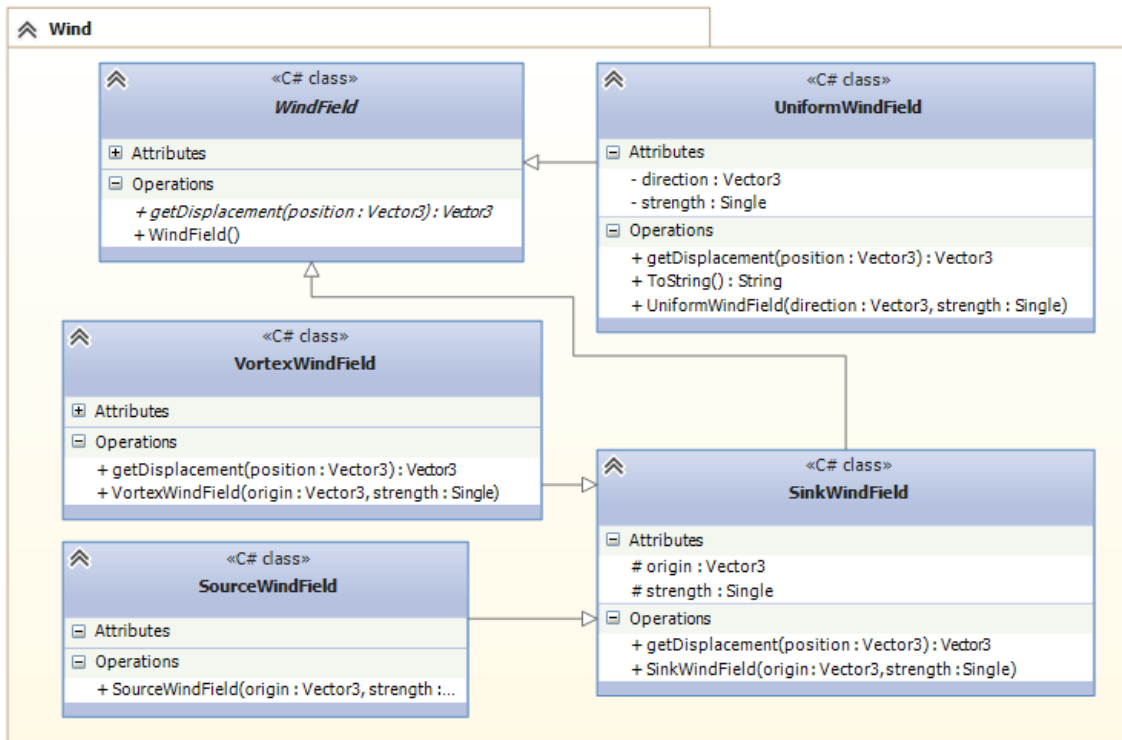 Wind
«C# class»
WindField
Attributes
Operations
+ getDisplacement(position : Vector3) : Vector3
+ WindField()
«C# class»
UniformWindField
Attributes
- direction : Vector3
- strength : Single
Operations
+ getDisplacement(position : Vector3) : Vector3
+ ToString() : String
+ UniformWindField(direction : Vector3, strength : Single)
«C# class»
VortexWindField
Attributes
Operations
+ getDisplacement(position : Vector3) : Vector3
+ VortexWindField(origin : Vector3, strength : Single)
«C# class»
SinkWindField
Attributes
# origin : Vector3
# strength : Single
Operations
+ getDisplacement(position : Vector3) : Vector3
+ SinkWindField(origin : Vector3,strength : Single)
«C# class»
SourceWindField
Attributes
Operations
+ SourceWindField(origin : Vector3, strength :...